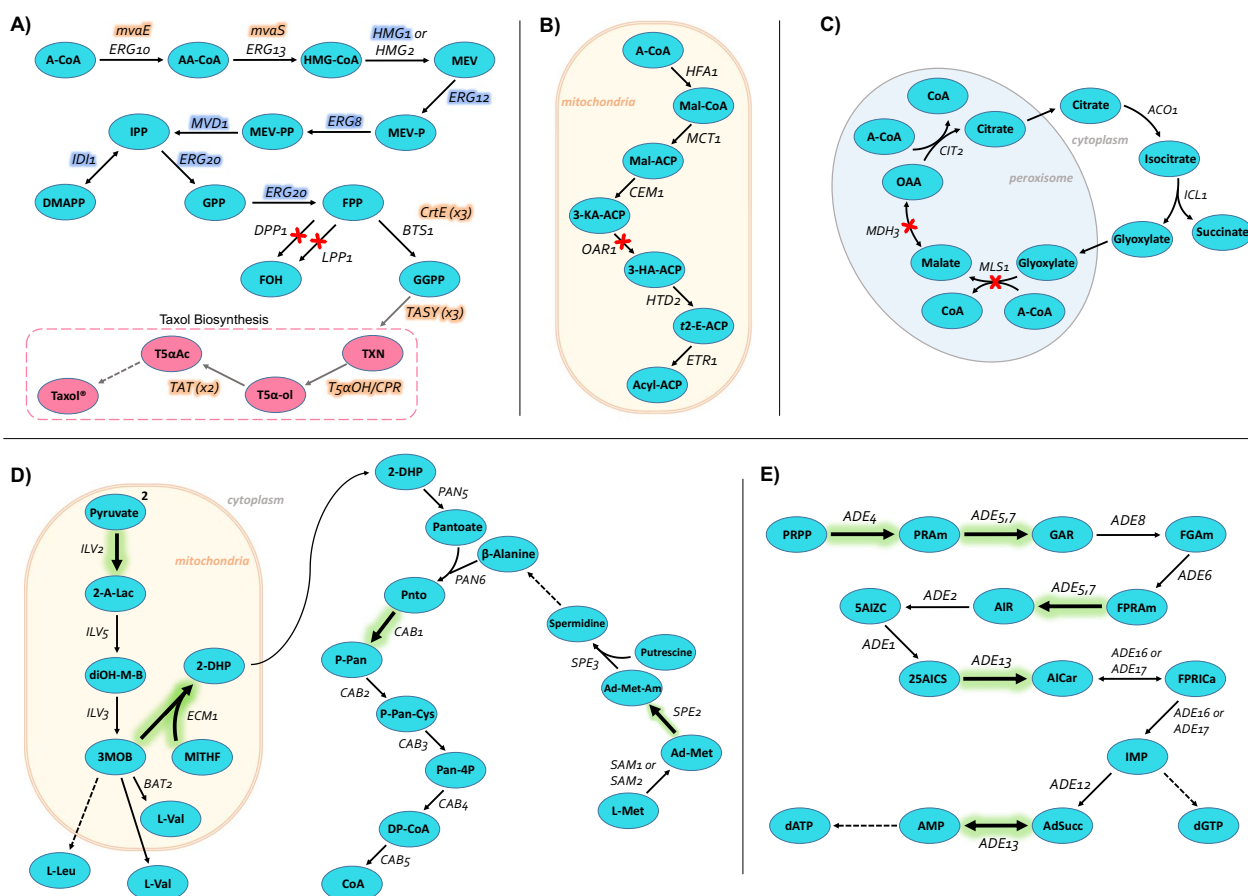 A)
mvaE
ERG10
mvaS
ERG13
HMG1 or
HMG2
A-CoA
AA-CoA
HMG-CoA
MEV
ERG12
MVD1
ERG8
IPP
MEV-PP
MEV-P
IDI1
ERG20
DMAPP
GPP
ERG20
FPP
CrtE (x3)
DPP1
BTS1
LPP1
FOH
GGPP
TASY (x3)
Taxol Biosynthesis
T5αAc
TXN
Taxol®
TAT (x2)
T5α-ol
T5αOH/CPR
B)
A-CoA
HFA1
mitochondria
Mal-CoA
MCT1
Mal-ACP
CEM1
3-KA-ACP
OAR1
3-HA-ACP
HTD2
t2-E-ACP
ETR1
Acyl-ACP
C)
CoA
Citrate
ACO1
A-CoA
Citrate
cytoplasm
CIT2
Isocitrate
OAA
peroxisome
ICL1
MDH3
Glyoxylate
Succinate
Malate
MLS1
Glyoxylate
CoA
A-CoA
D)
2
Pyruvate
cytoplasm
ILV2
mitochondria
2-A-Lac
ILV5
diOH-M-B
2-DHP
ILV3
ECM1
3MOB
MlTHF
BAT2
L-Val
L-Leu
L-Val
2-DHP
PAN5
Pantoate
β-Alanine
PAN6
Pnto
CAB1
Spermidine
P-Pan
SPE3
Putrescine
CAB2
Ad-Met-Am
P-Pan-Cys
SPE2
CAB3
Ad-Met
Pan-4P
SAM1 or
SAM2
CAB4
L-Met
DP-CoA
CAB5
CoA
E)
ADE4
ADE5,7
ADE8
PRPP
PRAm
GAR
FGAm
ADE6
ADE2
ADE5,7
5AIZC
AIR
FPRAm
ADE1
ADE13
ADE16 or
ADE17
25AICS
AICar
FPRICa
ADE16 or
ADE17
IMP
ADE12
dATP
AMP
AdSucc
dGTP
ADE13